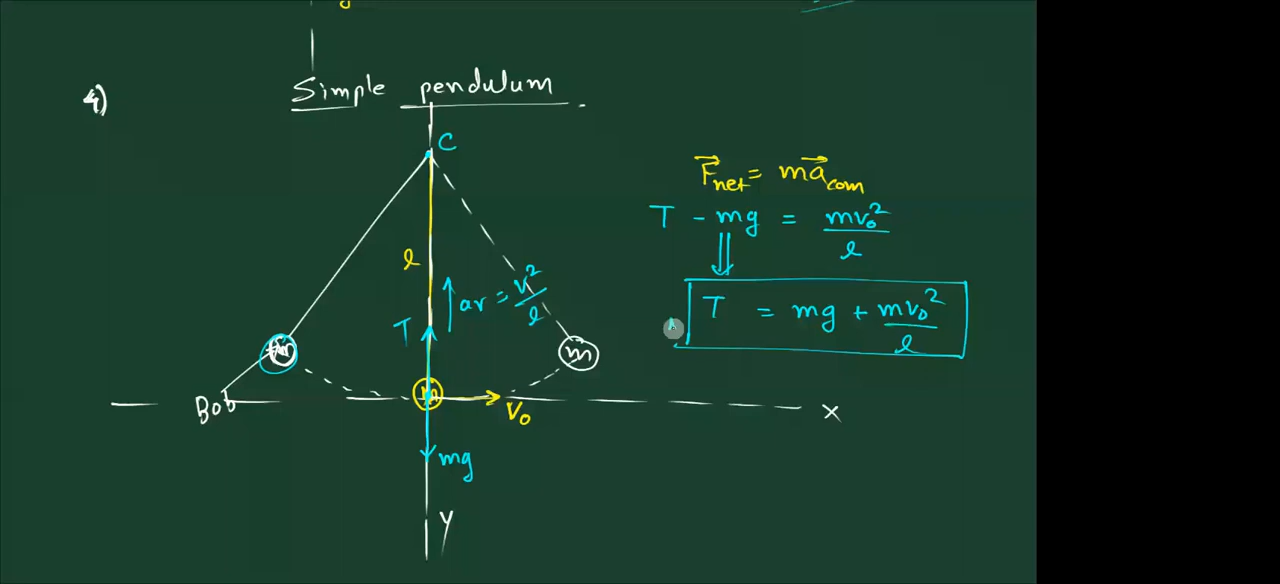 4)
Simple pendulum
C
F⃗net = ma⃗com
T - mg = mv₀²/l
l
ar = v²/l
T = mg + mv₀²/l
T
m
m
Bob
V₀
x
mg
y